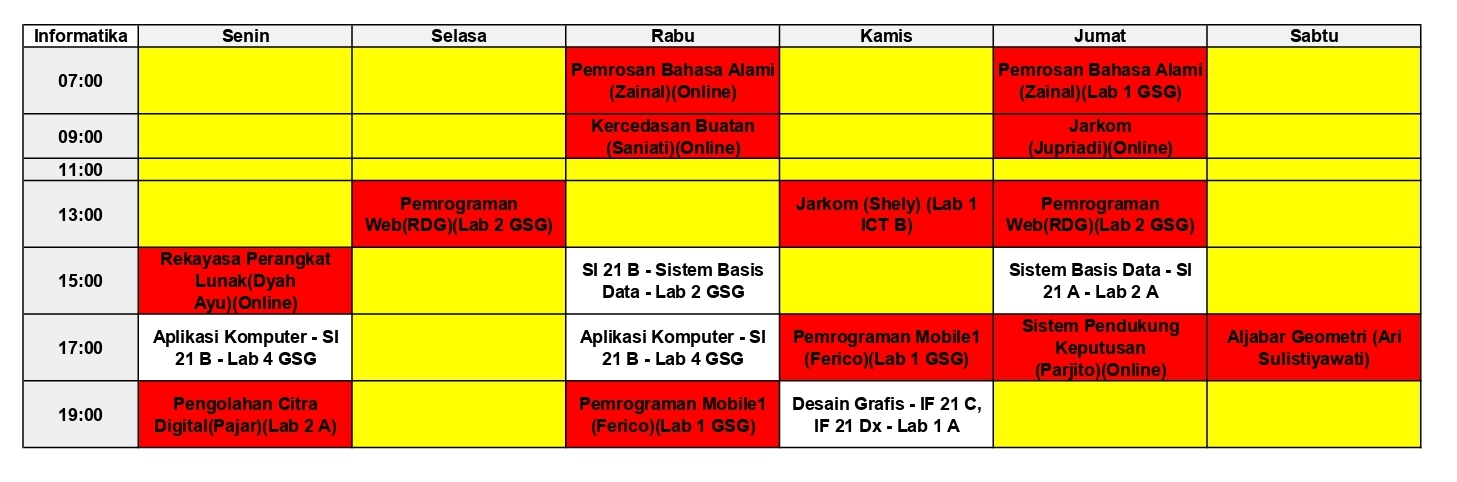 Informatika Senin Selasa Rabu Kamis Jumat Sabtu
07:00
Pemrosan Bahasa Alami
(Zainal)(Online)
Pemrosan Bahasa Alami
(Zainal)(Lab 1 GSG)
09:00
Kercedasan Buatan
(Saniati)(Online)
Jarkom
(Jupriadi)(Online)
11:00
13:00
Pemrograman
Web(RDG)(Lab 2 GSG)
Jarkom (Shely) (Lab 1
ICT B)
Pemrograman
Web(RDG)(Lab 2 GSG)
15:00
Rekayasa Perangkat
Lunak(Dyah
Ayu)(Online)
SI 21 B - Sistem Basis
Data - Lab 2 GSG
Sistem Basis Data - SI
21 A - Lab 2 A
17:00
Aplikasi Komputer - SI
21 B - Lab 4 GSG
Aplikasi Komputer - SI
21 B - Lab 4 GSG
Pemrograman Mobile1
(Ferico)(Lab 1 GSG)
Sistem Pendukung
Keputusan
(Parjito)(Online)
Aljabar Geometri (Ari
Sulistiyawati)
19:00
Pengolahan Citra
Digital(Pajar)(Lab 2 A)
Pemrograman Mobile1
(Ferico)(Lab 1 GSG)
Desain Grafis - IF 21 C,
IF 21 Dx - Lab 1 A